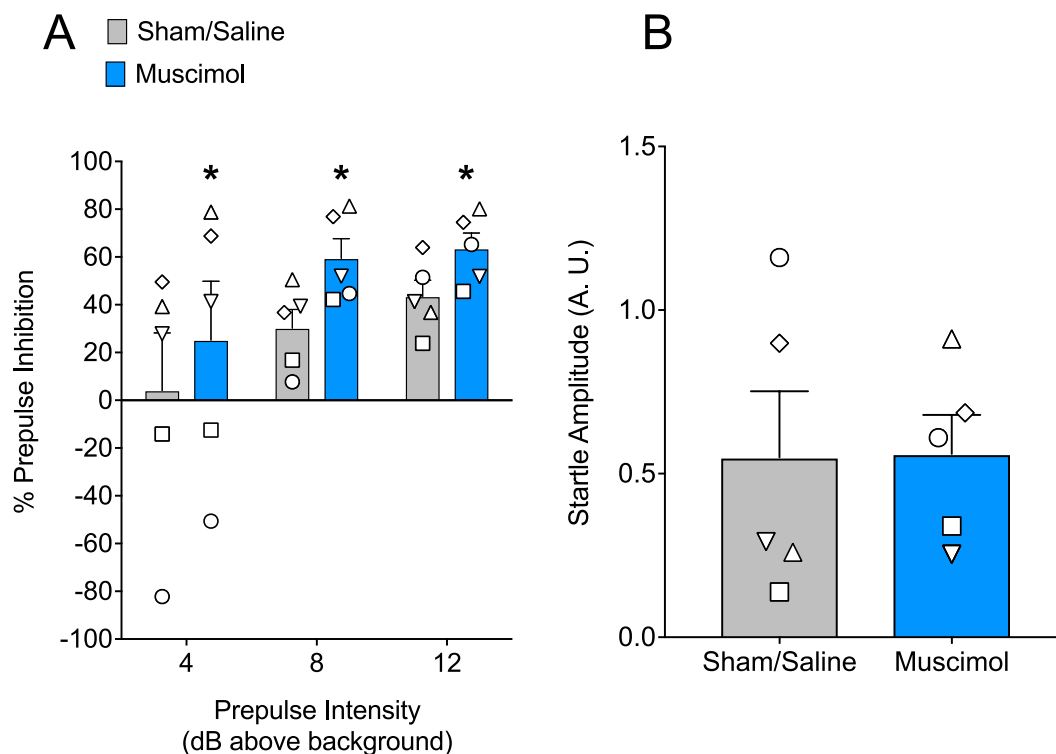 A
Sham/Saline
Muscimol
B
% Prepulse Inhibition
100
80
60
40
20
0
-20
-40
-60
-80
-100
* * *
4 8 12
Prepulse Intensity
(dB above background)
Startle Amplitude (A. U.)
1.5
1.0
0.5
0.0
Sham/Saline Muscimol